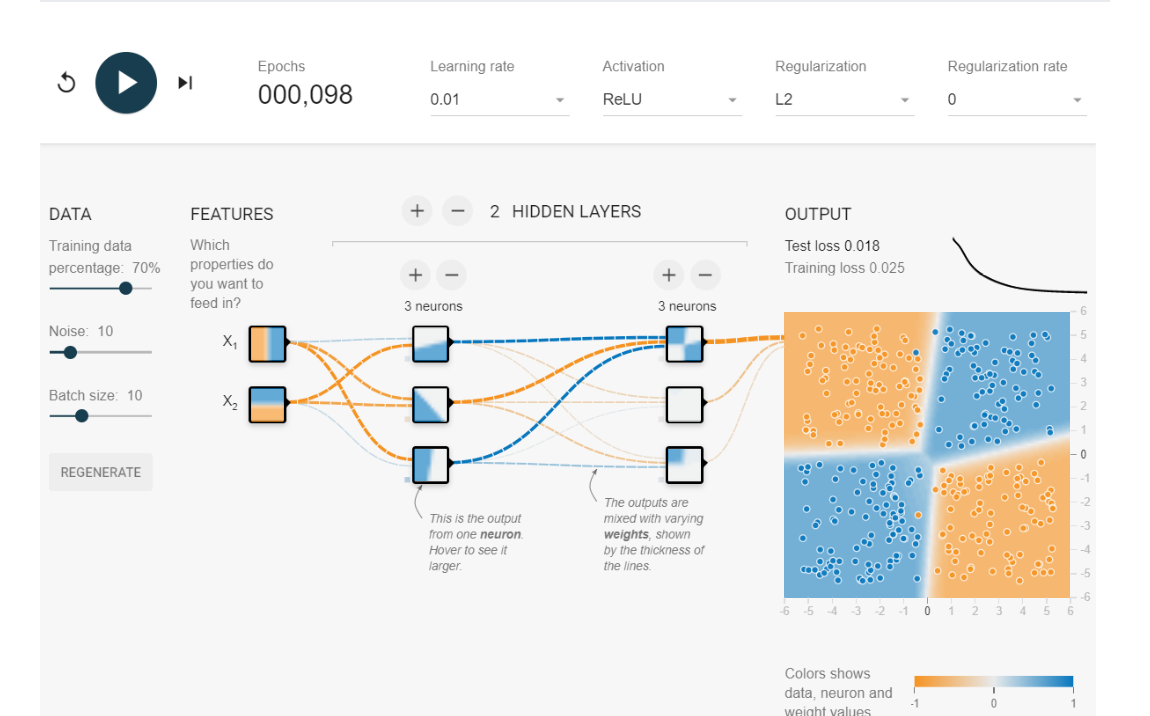 Epochs
000,098
Learning rate
0.01
Activation
ReLU
Regularization
L2
Regularization rate
0
DATA
Training data
percentage: 70%
Noise: 10
Batch size: 10
REGENERATE
FEATURES
Which
properties do
you want to
feed in?
X1
X2
+ − 2 HIDDEN LAYERS
+ −
3 neurons
+ −
3 neurons
This is the output
from one neuron.
Hover to see it
larger.
The outputs are
mixed with varying
weights, shown
by the thickness of
the lines.
OUTPUT
Test loss 0.018
Training loss 0.025
6
5
4
3
2
1
0
-1
-2
-3
-4
-5
-6
-6 -5 -4 -3 -2 -1 0 1 2 3 4 5 6
Colors shows
data, neuron and
weight values
-1 0 1